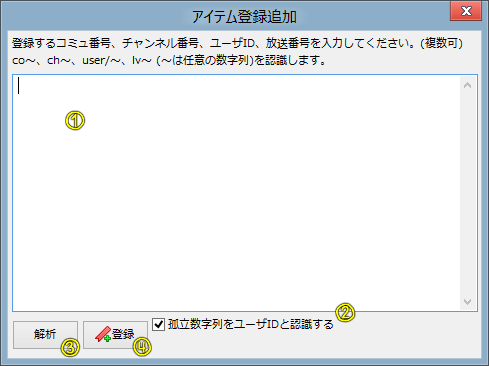 アイテム登録追加
登録するコミュ番号、チャンネル番号、ユーザID、放送番号を入力してください。(複数可)
co～、ch～、user/～、lv～ (～は任意の数字列)を認識します。
①
②
孤立数字列をユーザIDと認識する
解析 ③ 登録 ④